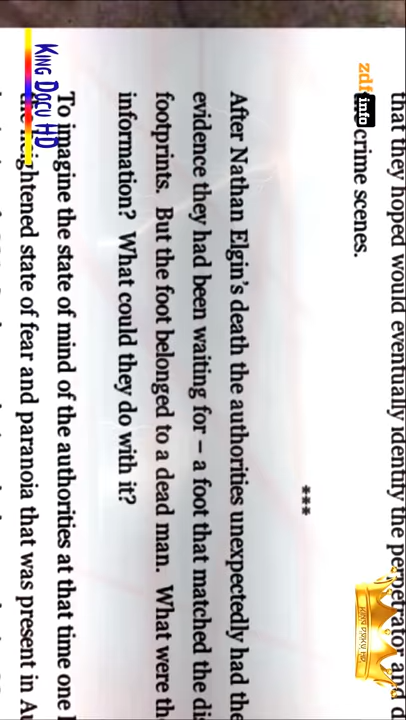 that they hoped would eventually identify the perpetrator and
crime scenes.
***
After Nathan Elgin's death the authorities unexpectedly had the
evidence they had been waiting for – a foot that matched the
footprints. But the foot belonged to a dead man. What were
information? What could they do with it?
To imagine the state of mind of the authorities at that time one
state of fear and paranoia that was present in
zdf info
KING DOCU HD
KING DOKU HD